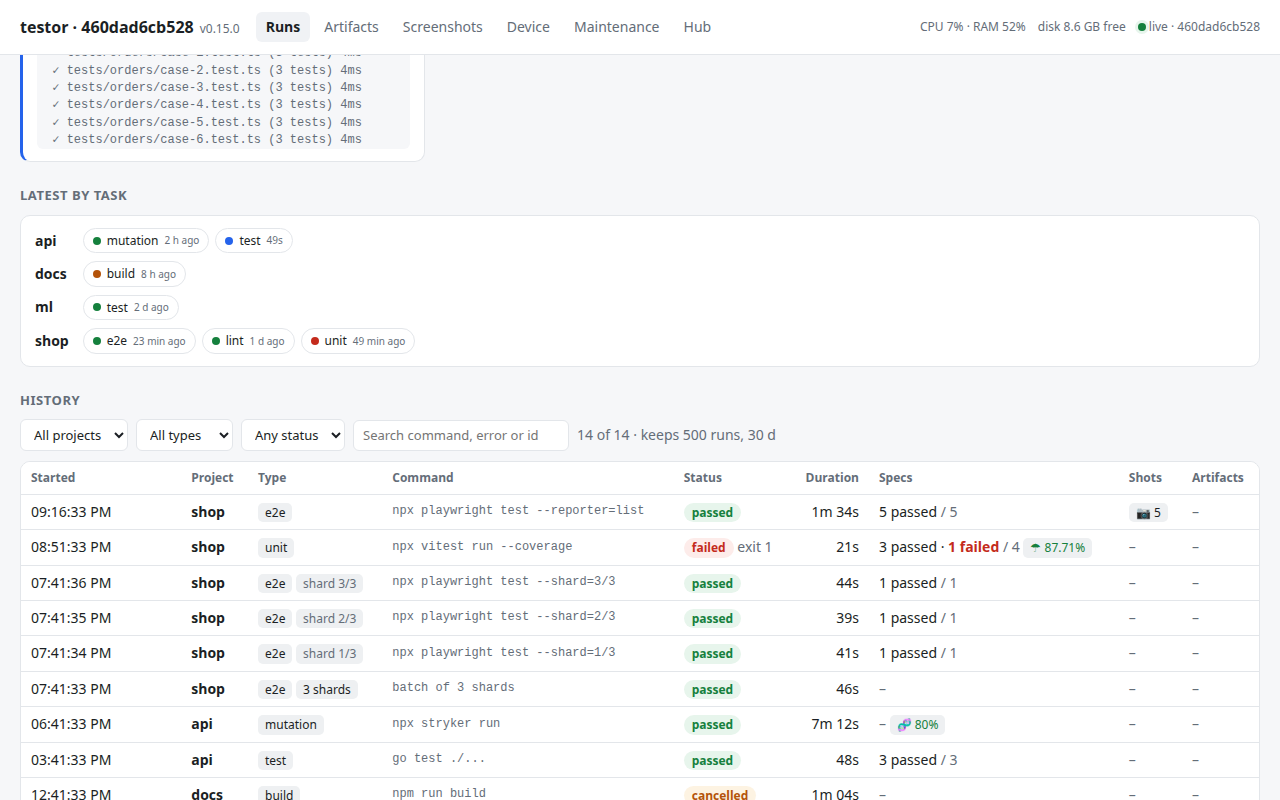 testor · 460dad6cb528 v0.15.0 Runs Artifacts Screenshots Device Maintenance Hub CPU 7% · RAM 52% disk 8.6 GB free live · 460dad6cb528
✓ tests/orders/case-2.test.ts (3 tests) 4ms
✓ tests/orders/case-3.test.ts (3 tests) 4ms
✓ tests/orders/case-4.test.ts (3 tests) 4ms
✓ tests/orders/case-5.test.ts (3 tests) 4ms
✓ tests/orders/case-6.test.ts (3 tests) 4ms
LATEST BY TASK
api mutation 2 h ago test 49s
docs build 8 h ago
ml test 2 d ago
shop e2e 23 min ago lint 1 d ago unit 49 min ago
HISTORY
All projects All types Any status Search command, error or id 14 of 14 · keeps 500 runs, 30 d
Started Project Type Command Status Duration Specs Shots Artifacts
09:16:33 PM shop e2e npx playwright test --reporter=list passed 1m 34s 5 passed / 5 📷 5 –
08:51:33 PM shop unit npx vitest run --coverage failed exit 1 21s 3 passed · 1 failed / 4 ☂ 87.71% – –
07:41:36 PM shop e2e shard 3/3 npx playwright test --shard=3/3 passed 44s 1 passed / 1 – –
07:41:35 PM shop e2e shard 2/3 npx playwright test --shard=2/3 passed 39s 1 passed / 1 – –
07:41:34 PM shop e2e shard 1/3 npx playwright test --shard=1/3 passed 41s 1 passed / 1 – –
07:41:33 PM shop e2e 3 shards batch of 3 shards passed 46s – – –
06:41:33 PM api mutation npx stryker run passed 7m 12s – 🧬 80% – –
03:41:33 PM api test go test ./... passed 48s 3 passed / 3 – –
12:41:33 PM docs build npm run build cancelled 1m 04s – – –